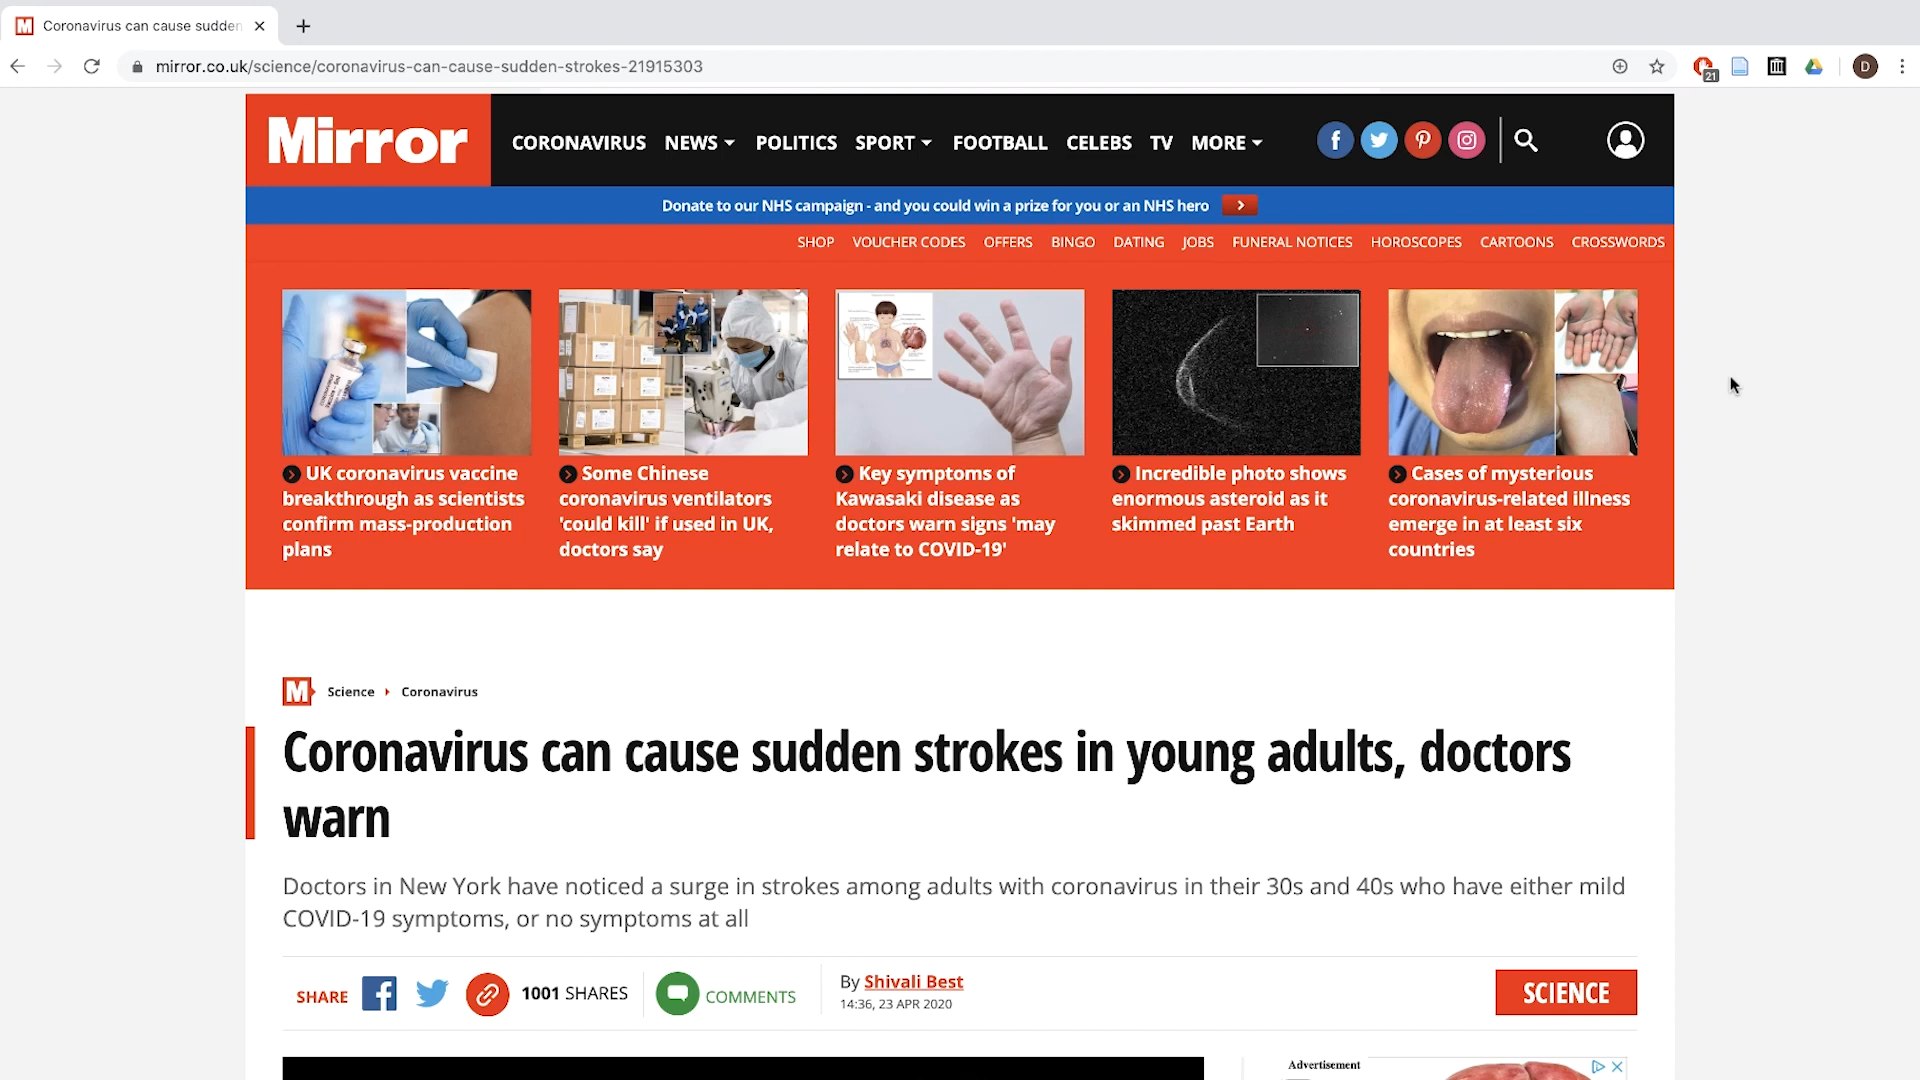 Coronavirus can cause sudden
mirror.co.uk/science/coronavirus-can-cause-sudden-strokes-21915303
21
D
Mirror
CORONAVIRUS NEWS POLITICS SPORT FOOTBALL CELEBS TV MORE
Donate to our NHS campaign - and you could win a prize for you or an NHS hero
SHOP VOUCHER CODES OFFERS BINGO DATING JOBS FUNERAL NOTICES HOROSCOPES CARTOONS CROSSWORDS
UK coronavirus vaccine
breakthrough as scientists
confirm mass-production
plans
Some Chinese
coronavirus ventilators
'could kill' if used in UK,
doctors say
Key symptoms of
Kawasaki disease as
doctors warn signs 'may
relate to COVID-19'
Incredible photo shows
enormous asteroid as it
skimmed past Earth
Cases of mysterious
coronavirus-related illness
emerge in at least six
countries
M Science Coronavirus
Coronavirus can cause sudden strokes in young adults, doctors
warn
Doctors in New York have noticed a surge in strokes among adults with coronavirus in their 30s and 40s who have either mild
COVID-19 symptoms, or no symptoms at all
SHARE 1001 SHARES COMMENTS
By Shivali Best
14:36, 23 APR 2020
SCIENCE
Advertisement